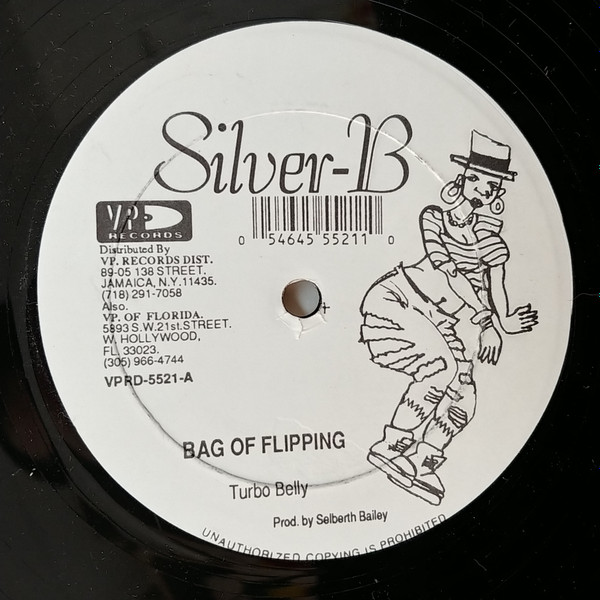 Silver-B
VP
RECORDS
0 54645 55211 0
Distributed By
VP. RECORDS DIST.
89-05 138 STREET.
JAMAICA, N.Y. 11435.
(718) 291-7058
Also,
VP. OF FLORIDA.
5893 S.W.21st.STREET.
W. HOLLYWOOD,
FL 33023.
(305) 966-4744
VPRD-5521-A
BAG OF FLIPPING
Turbo Belly
Prod. by Selberth Bailey
UNAUTHORIZED COPYING IS PROHIBITED